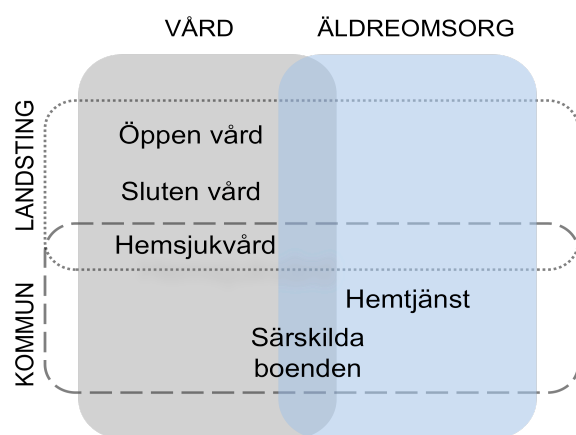 VÅRD
ÄLDREOMSORG
LANDSTING
Öppen vård
Sluten vård
Hemsjukvård
KOMMUN
Hemtjänst
Särskilda
boenden